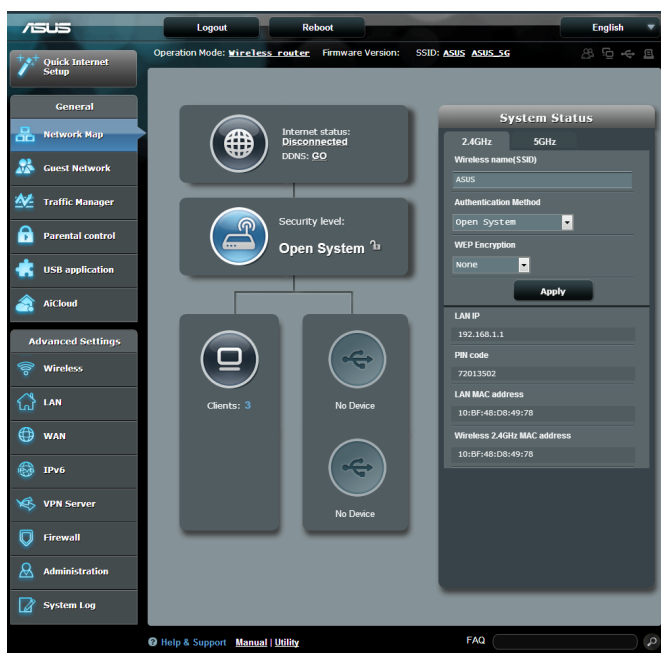 ASUS
Logout
Reboot
English
Operation Mode: Wireless router Firmware Version: SSID: ASUS ASUS_5G
Quick Internet
Setup
General
Network Map
Guest Network
Traffic Manager
Parental control
USB application
AiCloud
Advanced Settings
Wireless
LAN
WAN
IPv6
VPN Server
Firewall
Administration
System Log
Internet status:
Disconnected
DDNS: GO
Security level:
Open System
Clients: 3
No Device
No Device
System Status
2.4GHz 5GHz
Wireless name(SSID)
ASUS
Authentication Method
Open System
WEP Encryption
None
Apply
LAN IP
192.168.1.1
PIN code
72013502
LAN MAC address
10:BF:48:D8:49:78
Wireless 2.4GHz MAC address
10:BF:48:D8:49:78
Help & Support Manual | Utility
FAQ